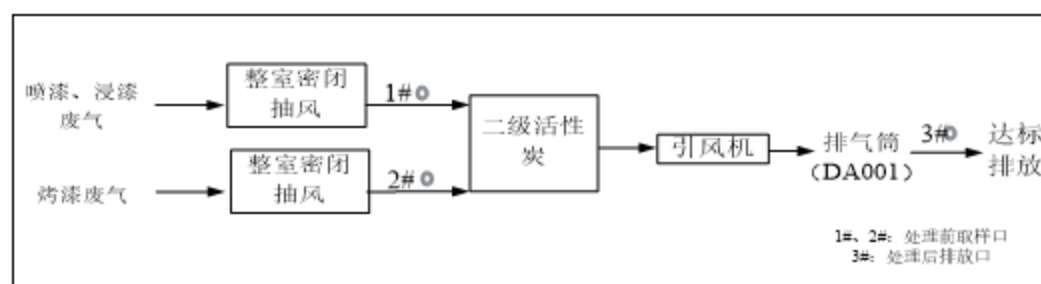 喷漆、浸漆
废气
整室密闭
抽风
1#
烤漆废气
整室密闭
抽风
2#
二级活性
炭
引风机
排气筒
（DA001）
3#
达标
排放
1#、2#：处理前取样口
3#：处理后排放口